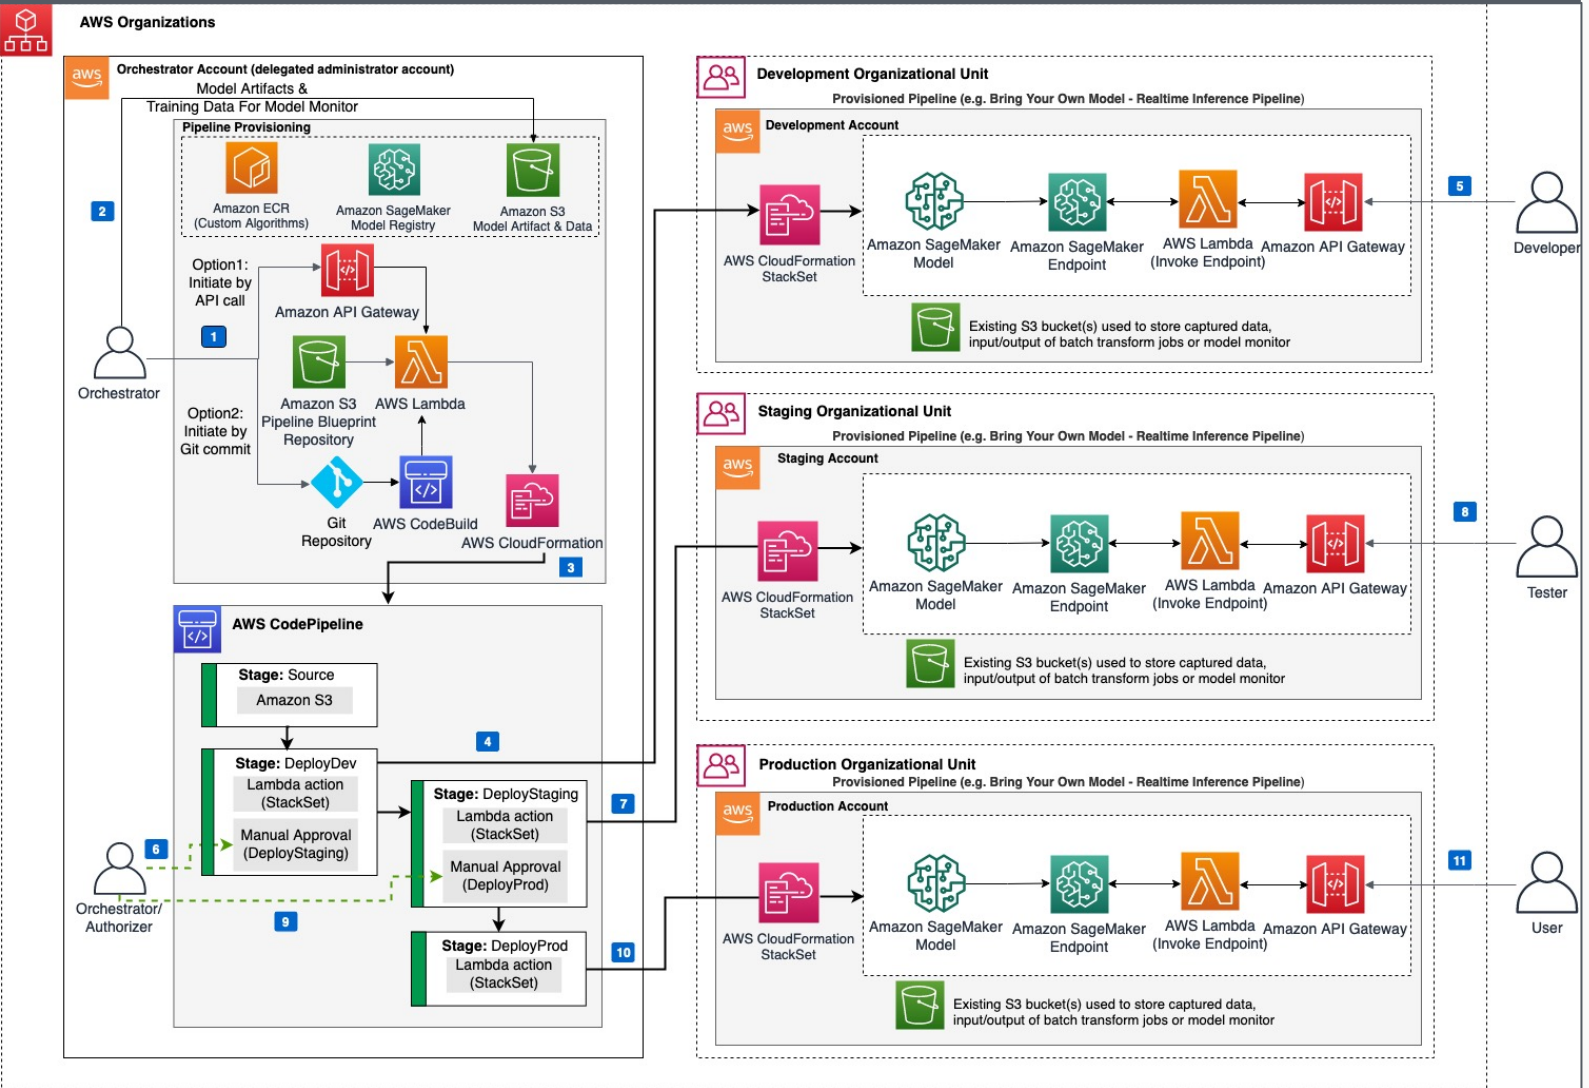 AWS Organizations
aws
Orchestrator Account (delegated administrator account)
Model Artifacts &
Training Data For Model Monitor
Pipeline Provisioning
Amazon ECR
(Custom Algorithms)
Amazon SageMaker
Model Registry
Amazon S3
Model Artifact & Data
2
Option1:
Initiate by
API call
Amazon API Gateway
1
Orchestrator
Amazon S3
Pipeline Blueprint
Repository
AWS Lambda
Option2:
Initiate by
Git commit
Git
Repository
AWS CodeBuild
AWS CloudFormation
3
AWS CodePipeline
Stage: Source
Amazon S3
Stage: DeployDev
Lambda action
(StackSet)
Manual Approval
(DeployStaging)
4
Stage: DeployStaging
Lambda action
(StackSet)
Manual Approval
(DeployProd)
7
6
Orchestrator/
Authorizer
9
Stage: DeployProd
Lambda action
(StackSet)
10
Development Organizational Unit
Provisioned Pipeline (e.g. Bring Your Own Model - Realtime Inference Pipeline)
aws
Development Account
AWS CloudFormation
StackSet
Amazon SageMaker
Model
Amazon SageMaker
Endpoint
AWS Lambda
(Invoke Endpoint)
Amazon API Gateway
Existing S3 bucket(s) used to store captured data,
input/output of batch transform jobs or model monitor
5
Developer
Staging Organizational Unit
Provisioned Pipeline (e.g. Bring Your Own Model - Realtime Inference Pipeline)
aws
Staging Account
AWS CloudFormation
StackSet
Amazon SageMaker
Model
Amazon SageMaker
Endpoint
AWS Lambda
(Invoke Endpoint)
Amazon API Gateway
Existing S3 bucket(s) used to store captured data,
input/output of batch transform jobs or model monitor
8
Tester
Production Organizational Unit
Provisioned Pipeline (e.g. Bring Your Own Model - Realtime Inference Pipeline)
aws
Production Account
AWS CloudFormation
StackSet
Amazon SageMaker
Model
Amazon SageMaker
Endpoint
AWS Lambda
(Invoke Endpoint)
Amazon API Gateway
Existing S3 bucket(s) used to store captured data,
input/output of batch transform jobs or model monitor
11
User